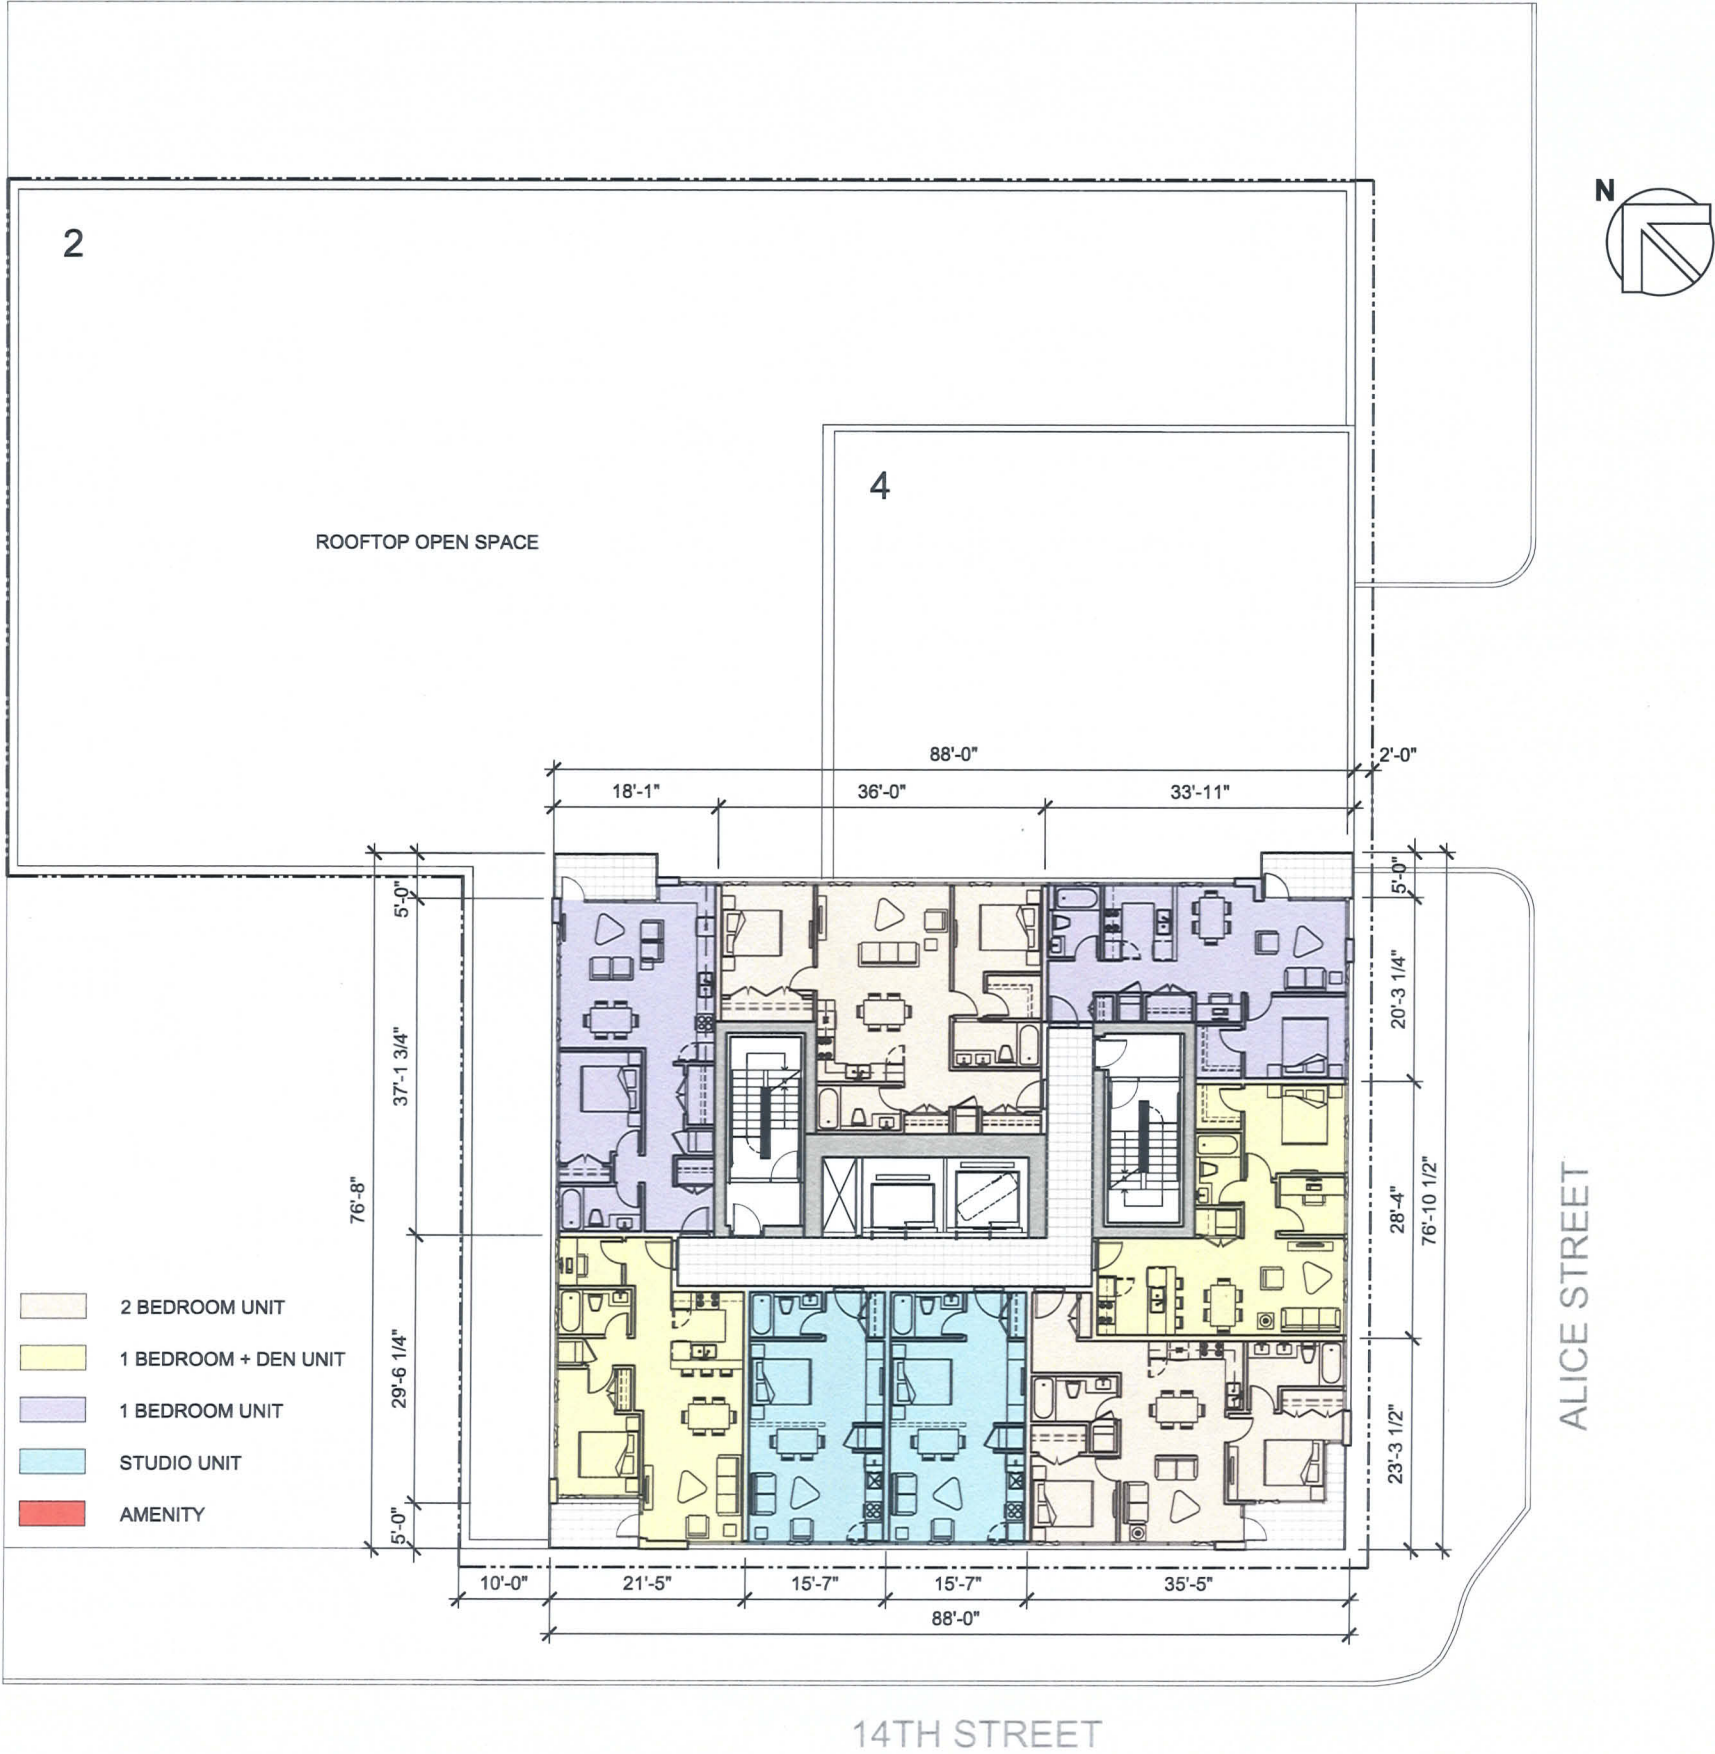 N
2
4
ROOFTOP OPEN SPACE
88'-0"
2'-0"
18'-1"
36'-0"
33'-11"
5'-0"
37'-1 3/4"
76'-8"
29'-6 1/4"
5'-0"
5'-0"
20'-3 1/4"
28'-4"
76'-10 1/2"
23'-3 1/2"
2 BEDROOM UNIT
1 BEDROOM + DEN UNIT
1 BEDROOM UNIT
STUDIO UNIT
AMENITY
10'-0"
21'-5"
15'-7"
15'-7"
35'-5"
88'-0"
ALICE STREET
14TH STREET